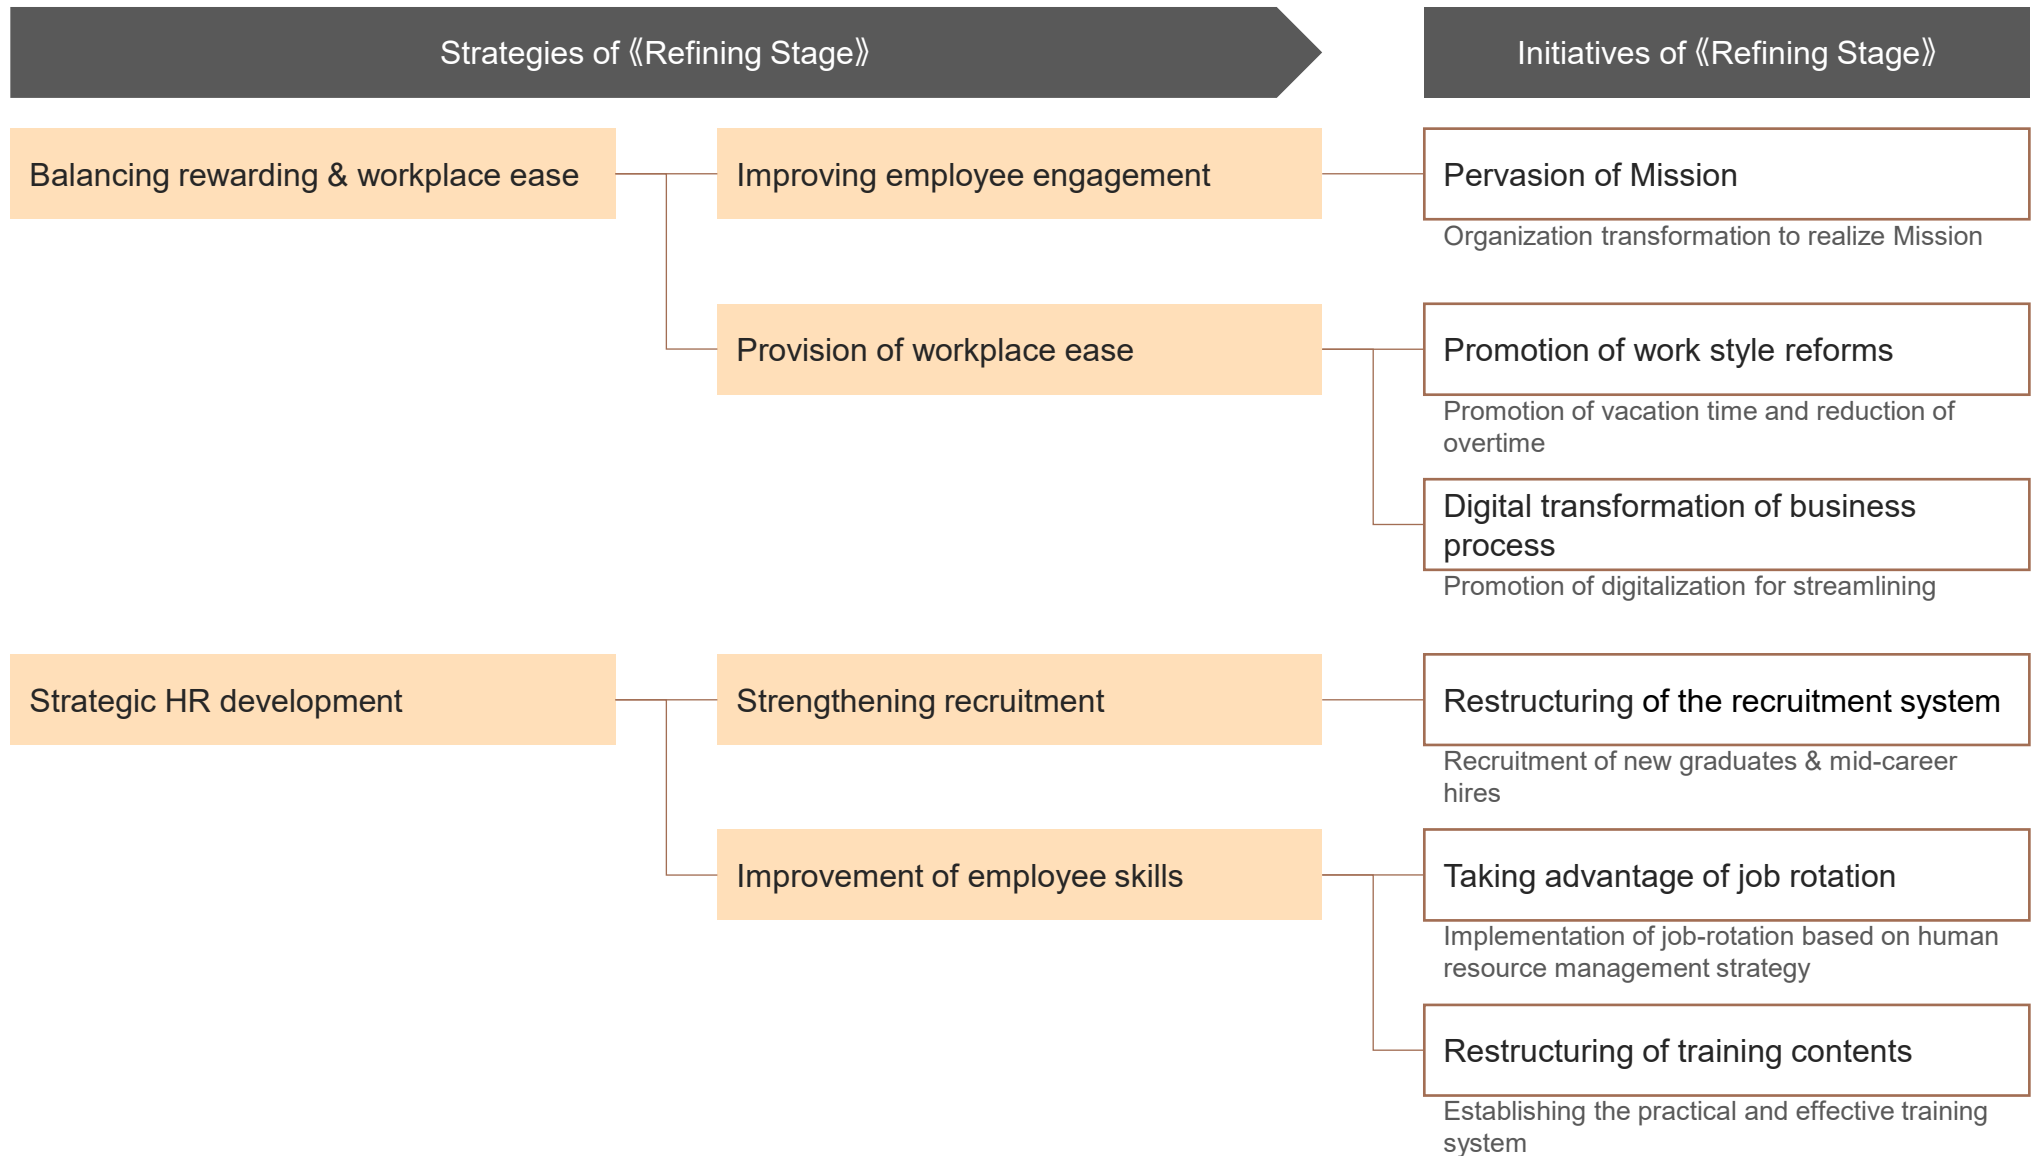 Strategies of 《Refining Stage》
Initiatives of 《Refining Stage》
Balancing rewarding & workplace ease
Improving employee engagement
Pervasion of Mission
Organization transformation to realize Mission
Provision of workplace ease
Promotion of work style reforms
Promotion of vacation time and reduction of
overtime
Digital transformation of business
process
Promotion of digitalization for streamlining
Strategic HR development
Strengthening recruitment
Restructuring of the recruitment system
Recruitment of new graduates & mid-career
hires
Improvement of employee skills
Taking advantage of job rotation
Implementation of job-rotation based on human
resource management strategy
Restructuring of training contents
Establishing the practical and effective training
system